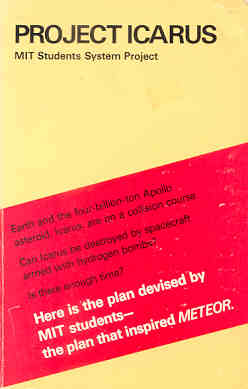 PROJECT ICARUS
MIT Students System Project
Earth and the four-billion-ton Apollo
asteroid, Icarus, are on a collision course.
Can Icarus be destroyed by spacecraft
armed with hydrogen bombs?
Is there enough time?
Here is the plan devised by
MIT students—
the plan that inspired METEOR.